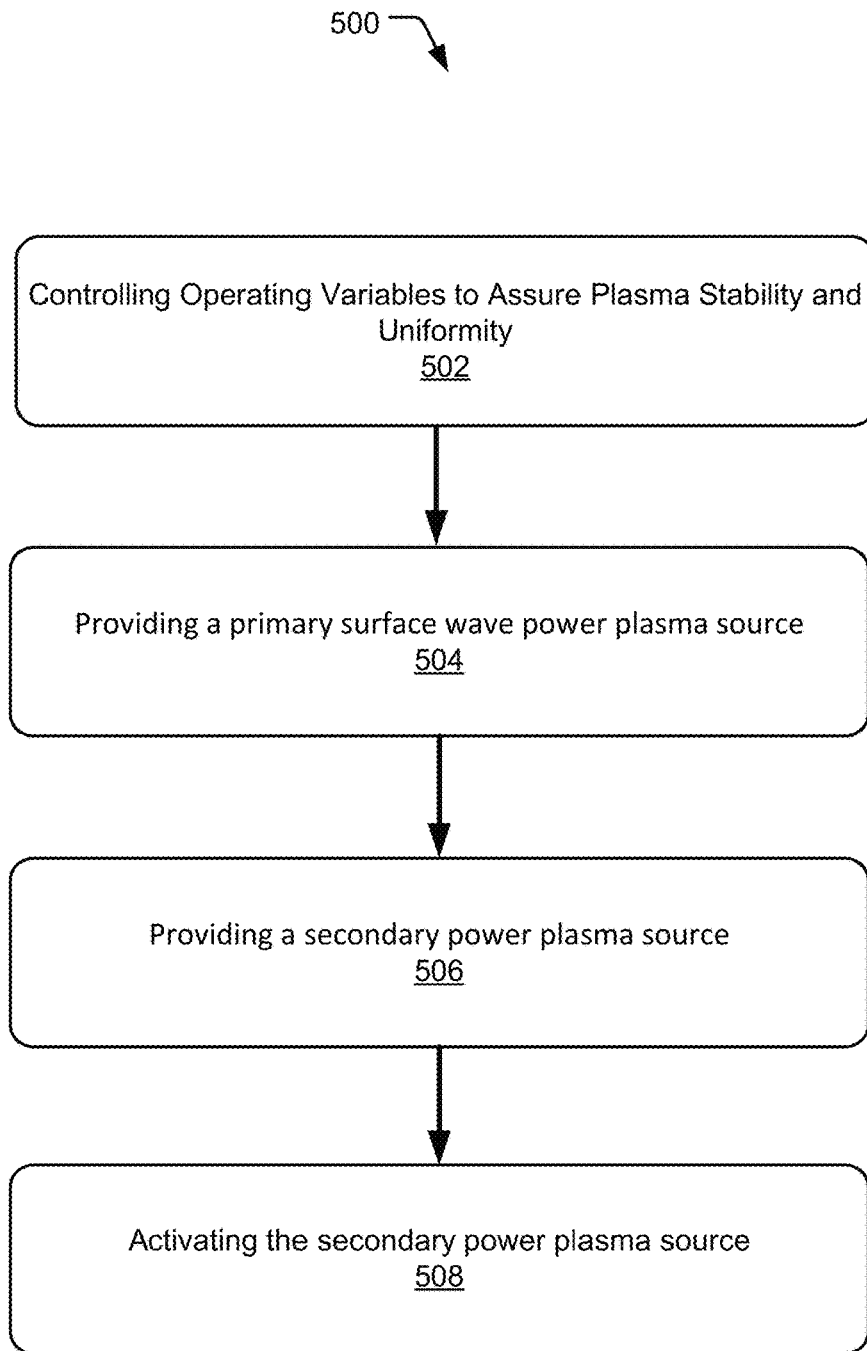 500
Controlling Operating Variables to Assure Plasma Stability and
Uniformity
502
Providing a primary surface wave power plasma source
504
Providing a secondary power plasma source
506
Activating the secondary power plasma source
508